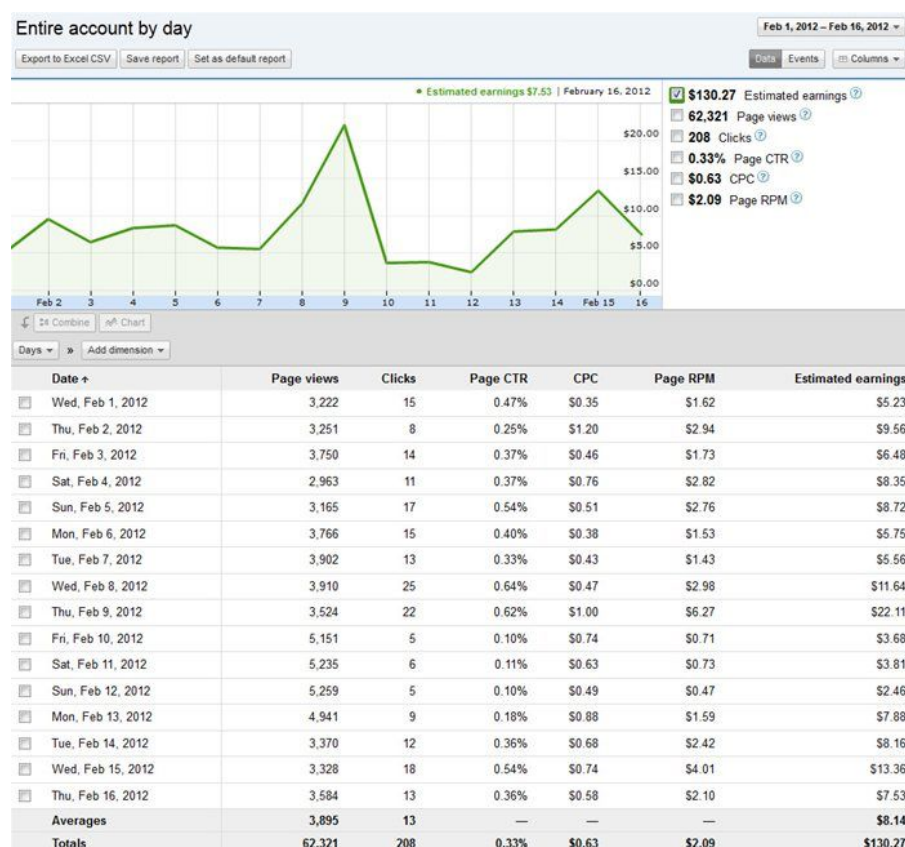 Entire account by day
Feb 1, 2012 – Feb 16, 2012
Export to Excel CSV Save report Set as default report
Data Events Columns
Estimated earnings $7.53 | February 16, 2012
$130.27 Estimated earnings ?
62,321 Page views ?
208 Clicks ?
0.33% Page CTR ?
$0.63 CPC ?
$2.09 Page RPM ?
$20.00
$15.00
$10.00
$5.00
$0.00
Feb 2 3 4 5 6 7 8 9 10 11 12 13 14 Feb 15 16
Combine Chart
Days » Add dimension
Date Page views Clicks Page CTR CPC Page RPM Estimated earnings
Wed, Feb 1, 2012 3,222 15 0.47% $0.35 $1.62 $5.23
Thu, Feb 2, 2012 3,251 8 0.25% $1.20 $2.94 $9.56
Fri, Feb 3, 2012 3,750 14 0.37% $0.46 $1.73 $6.48
Sat, Feb 4, 2012 2,963 11 0.37% $0.76 $2.82 $8.35
Sun, Feb 5, 2012 3,165 17 0.54% $0.51 $2.76 $8.72
Mon, Feb 6, 2012 3,766 15 0.40% $0.38 $1.53 $5.75
Tue, Feb 7, 2012 3,902 13 0.33% $0.43 $1.43 $5.56
Wed, Feb 8, 2012 3,910 25 0.64% $0.47 $2.98 $11.64
Thu, Feb 9, 2012 3,524 22 0.62% $1.00 $6.27 $22.11
Fri, Feb 10, 2012 5,151 5 0.10% $0.74 $0.71 $3.68
Sat, Feb 11, 2012 5,235 6 0.11% $0.63 $0.73 $3.81
Sun, Feb 12, 2012 5,259 5 0.10% $0.49 $0.47 $2.46
Mon, Feb 13, 2012 4,941 9 0.18% $0.88 $1.59 $7.88
Tue, Feb 14, 2012 3,370 12 0.36% $0.68 $2.42 $8.16
Wed, Feb 15, 2012 3,328 18 0.54% $0.74 $4.01 $13.36
Thu, Feb 16, 2012 3,584 13 0.36% $0.58 $2.10 $7.53
Averages 3,895 13 — — — $8.14
Totals 62,321 208 0.33% $0.63 $2.09 $130.27